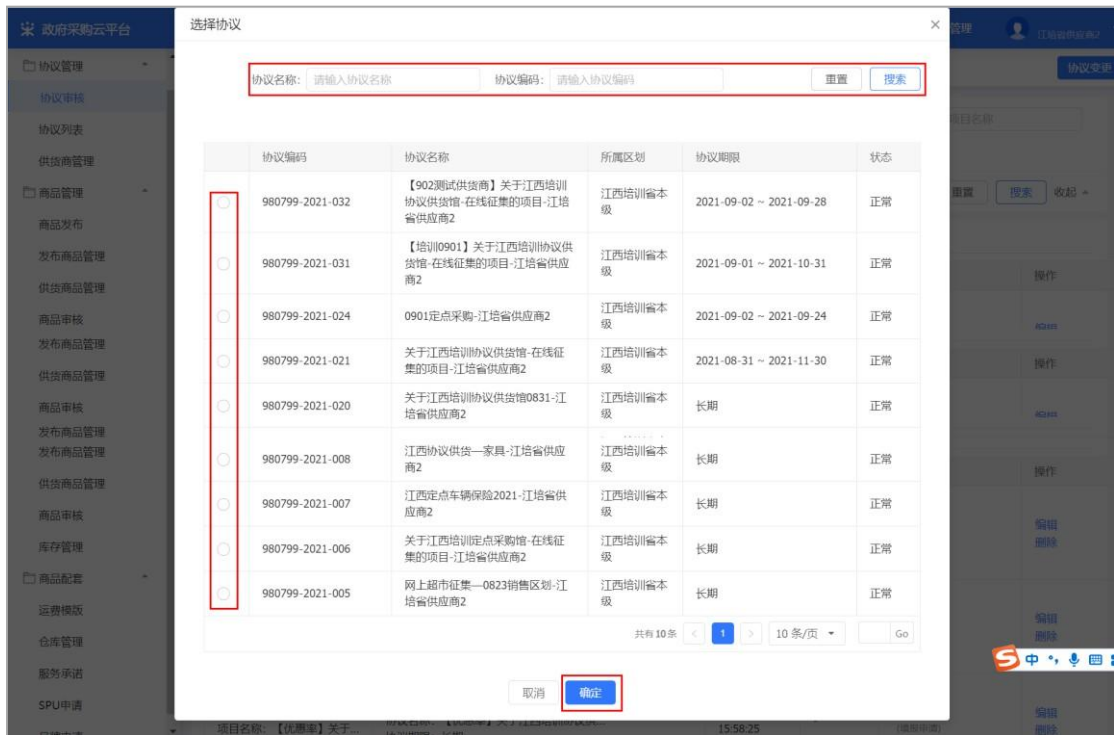 政府采购云平台
选择协议
管理
江培省供应商2
协议管理
协议名称: 请输入协议名称
协议编码: 请输入协议编码
重置
搜索
协议变更
协议审核
项目名称
协议列表
供货商管理
协议编码 协议名称 所属区划 协议期限 状态
商品管理
重置 搜索 收起
980799-2021-032
【902测试供货商】关于江西培训
协议供货馆-在线征集的项目-江培
省供应商2
江西培训省本
级
2021-09-02 ~ 2021-09-28
正常
商品发布
发布商品管理
980799-2021-031
【培训0901】关于江西培训协议供
货馆-在线征集的项目-江培省供应
商2
江西培训省本
级
2021-09-01 ~ 2021-10-31
正常
操作
供货商品管理
商品审核
980799-2021-024
0901定点采购-江培省供应商2
江西培训省本
级
2021-09-02 ~ 2021-09-24
正常
编辑
发布商品管理
980799-2021-021
关于江西培训协议供货馆-在线征
集的项目-江培省供应商2
江西培训省本
级
2021-08-31 ~ 2021-11-30
正常
操作
供货商品管理
商品审核
980799-2021-020
关于江西培训协议供货馆0831-江
培省供应商2
江西培训省本
级
长期
正常
编辑
发布商品管理
发布商品管理
980799-2021-008
江西协议供货—家具-江培省供应
商2
江西培训省本
级
长期
正常
操作
供货商品管理
商品审核
980799-2021-007
江西定点车辆保险2021-江培省供
应商2
江西培训省本
级
长期
正常
编辑
删除
库存管理
980799-2021-006
关于江西培训定点采购馆-在线征
集的项目-江培省供应商2
江西培训省本
级
长期
正常
商品配套
980799-2021-005
网上超市征集—0823销售区划-江
培省供应商2
江西培训省本
级
长期
正常
运费模版
编辑
删除
共有10条 < 1 > 10 条/页 Go
仓库管理
中
服务承诺
取消
确定
SPU申请
编辑
删除
项目名称: 【优惠率】关于...
15:58:25